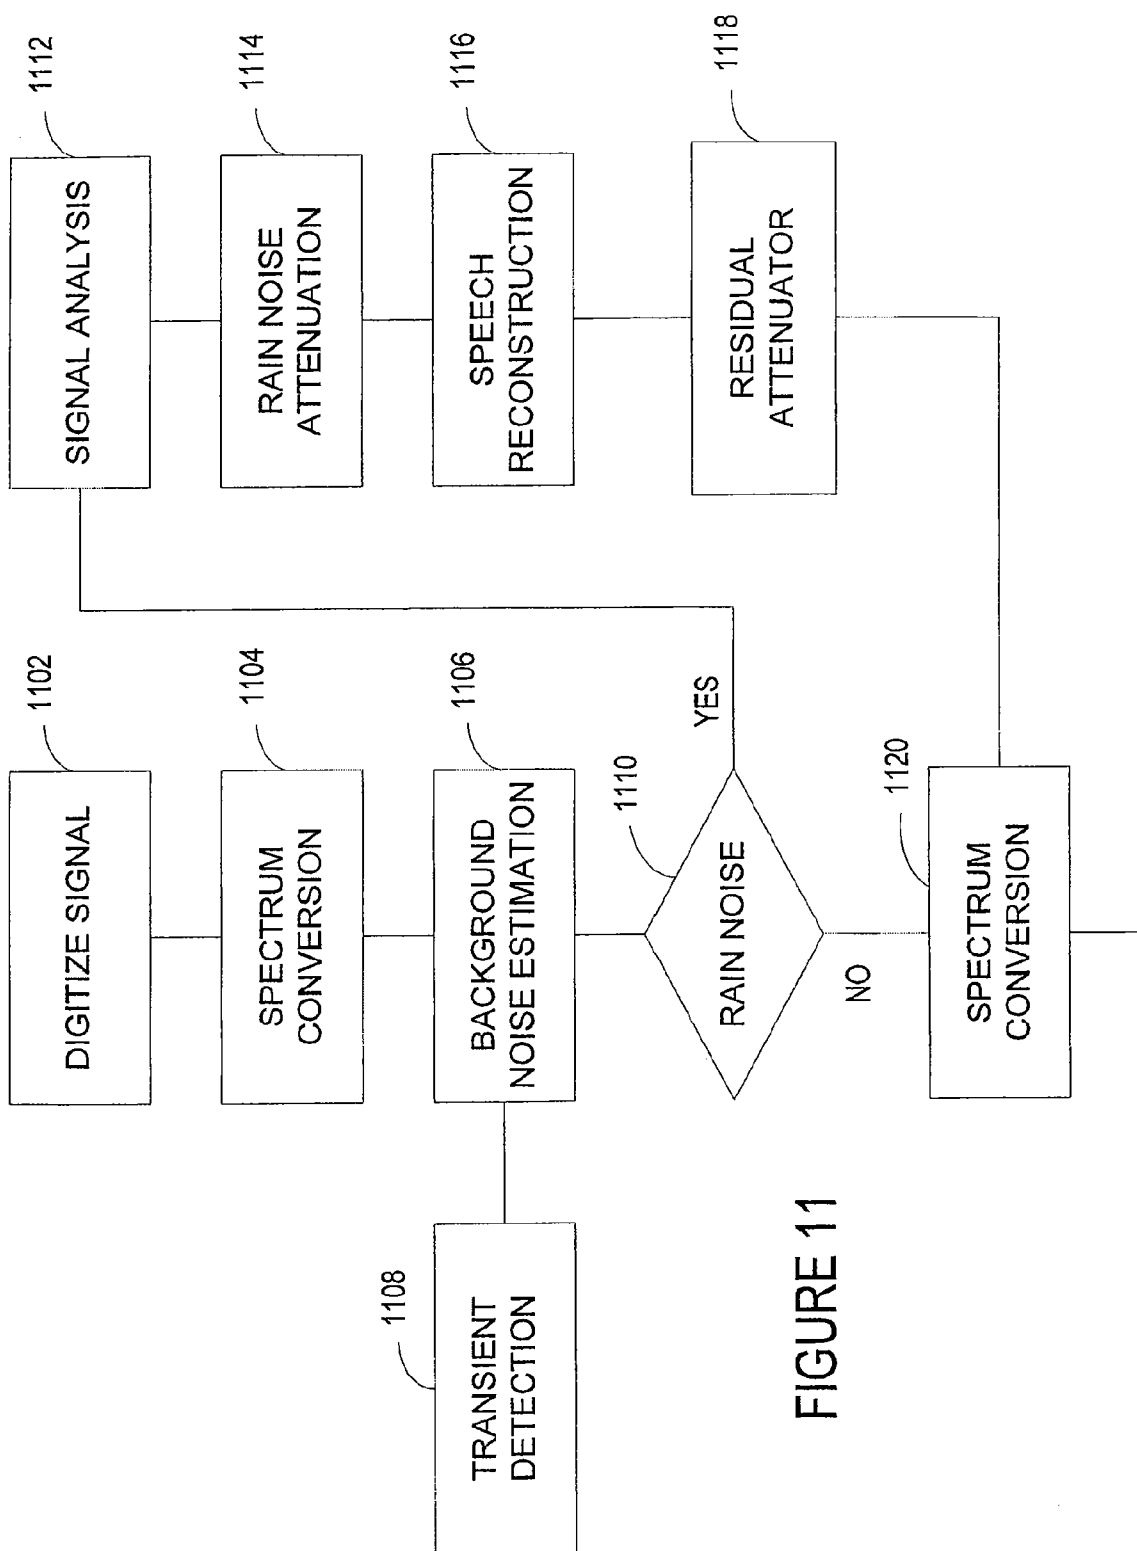 1102
DIGITIZE SIGNAL
1104
SPECTRUM
CONVERSION
1106
BACKGROUND
NOISE ESTIMATION
1108
TRANSIENT
DETECTION
1110
RAIN NOISE
YES
NO
1112
SIGNAL ANALYSIS
1114
RAIN NOISE
ATTENUATION
1116
SPEECH
RECONSTRUCTION
1118
RESIDUAL
ATTENUATOR
1120
SPECTRUM
CONVERSION
FIGURE 11